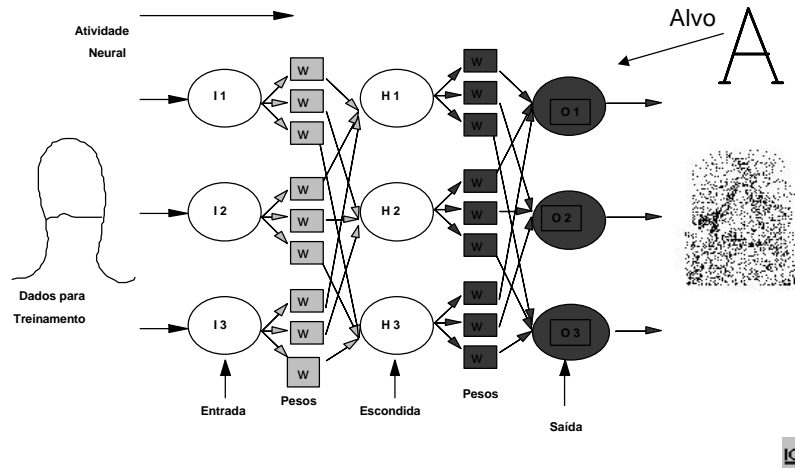 Atividade
Neural
Alvo
A
W
W
W
I 1
H 1
W
W
W
O 1
W
W
W
I 2
H 2
W
W
W
O 2
Dados para
Treinamento
W
W
W
I 3
H 3
W
W
W
O 3
Entrada
Pesos
Escondida
Pesos
Saída